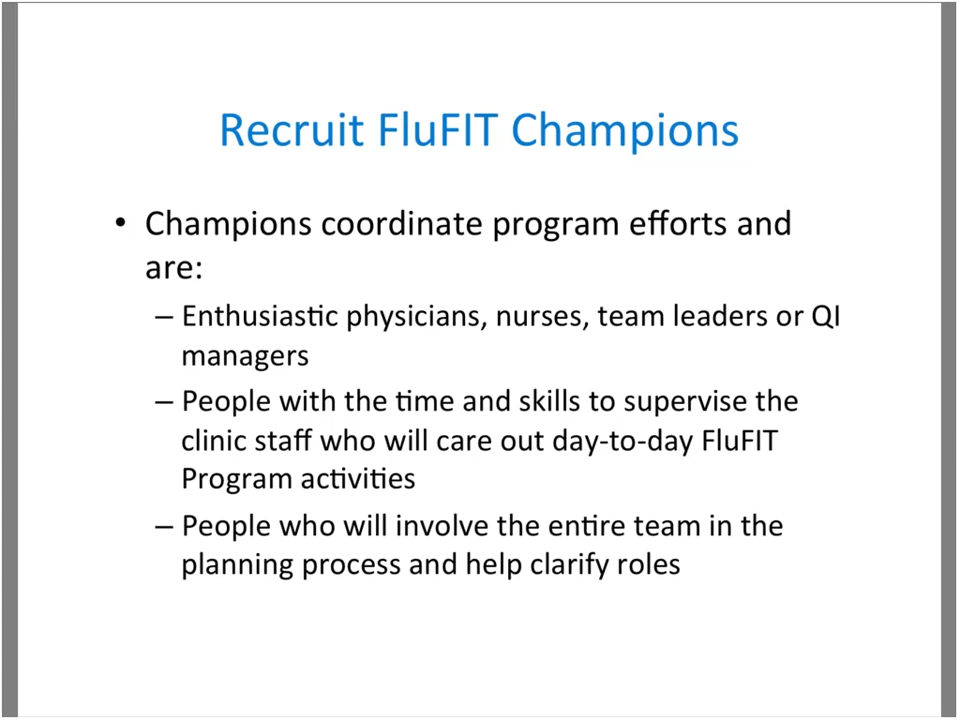 Recruit FluFIT Champions
• Champions coordinate program efforts and
are:
– Enthusiastic physicians, nurses, team leaders or QI
managers
– People with the time and skills to supervise the
clinic staff who will care out day-to-day FluFIT
Program activities
– People who will involve the entire team in the
planning process and help clarify roles